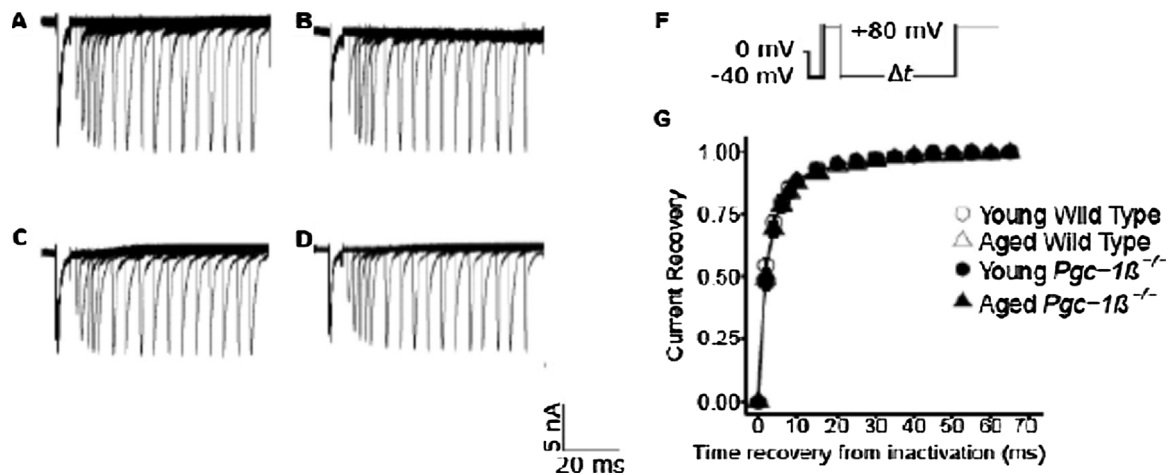 A
B
C
D
5 nA
20 ms
F
0 mV
-40 mV
+80 mV
Δt
G
Current Recovery
1.00
0.75
0.50
0.25
0.00
0 10 20 30 40 50 60 70
Time recovery from inactivation (ms)
Young Wild Type
Aged Wild Type
Young Pgc−1ß−/−
Aged Pgc−1ß−/−